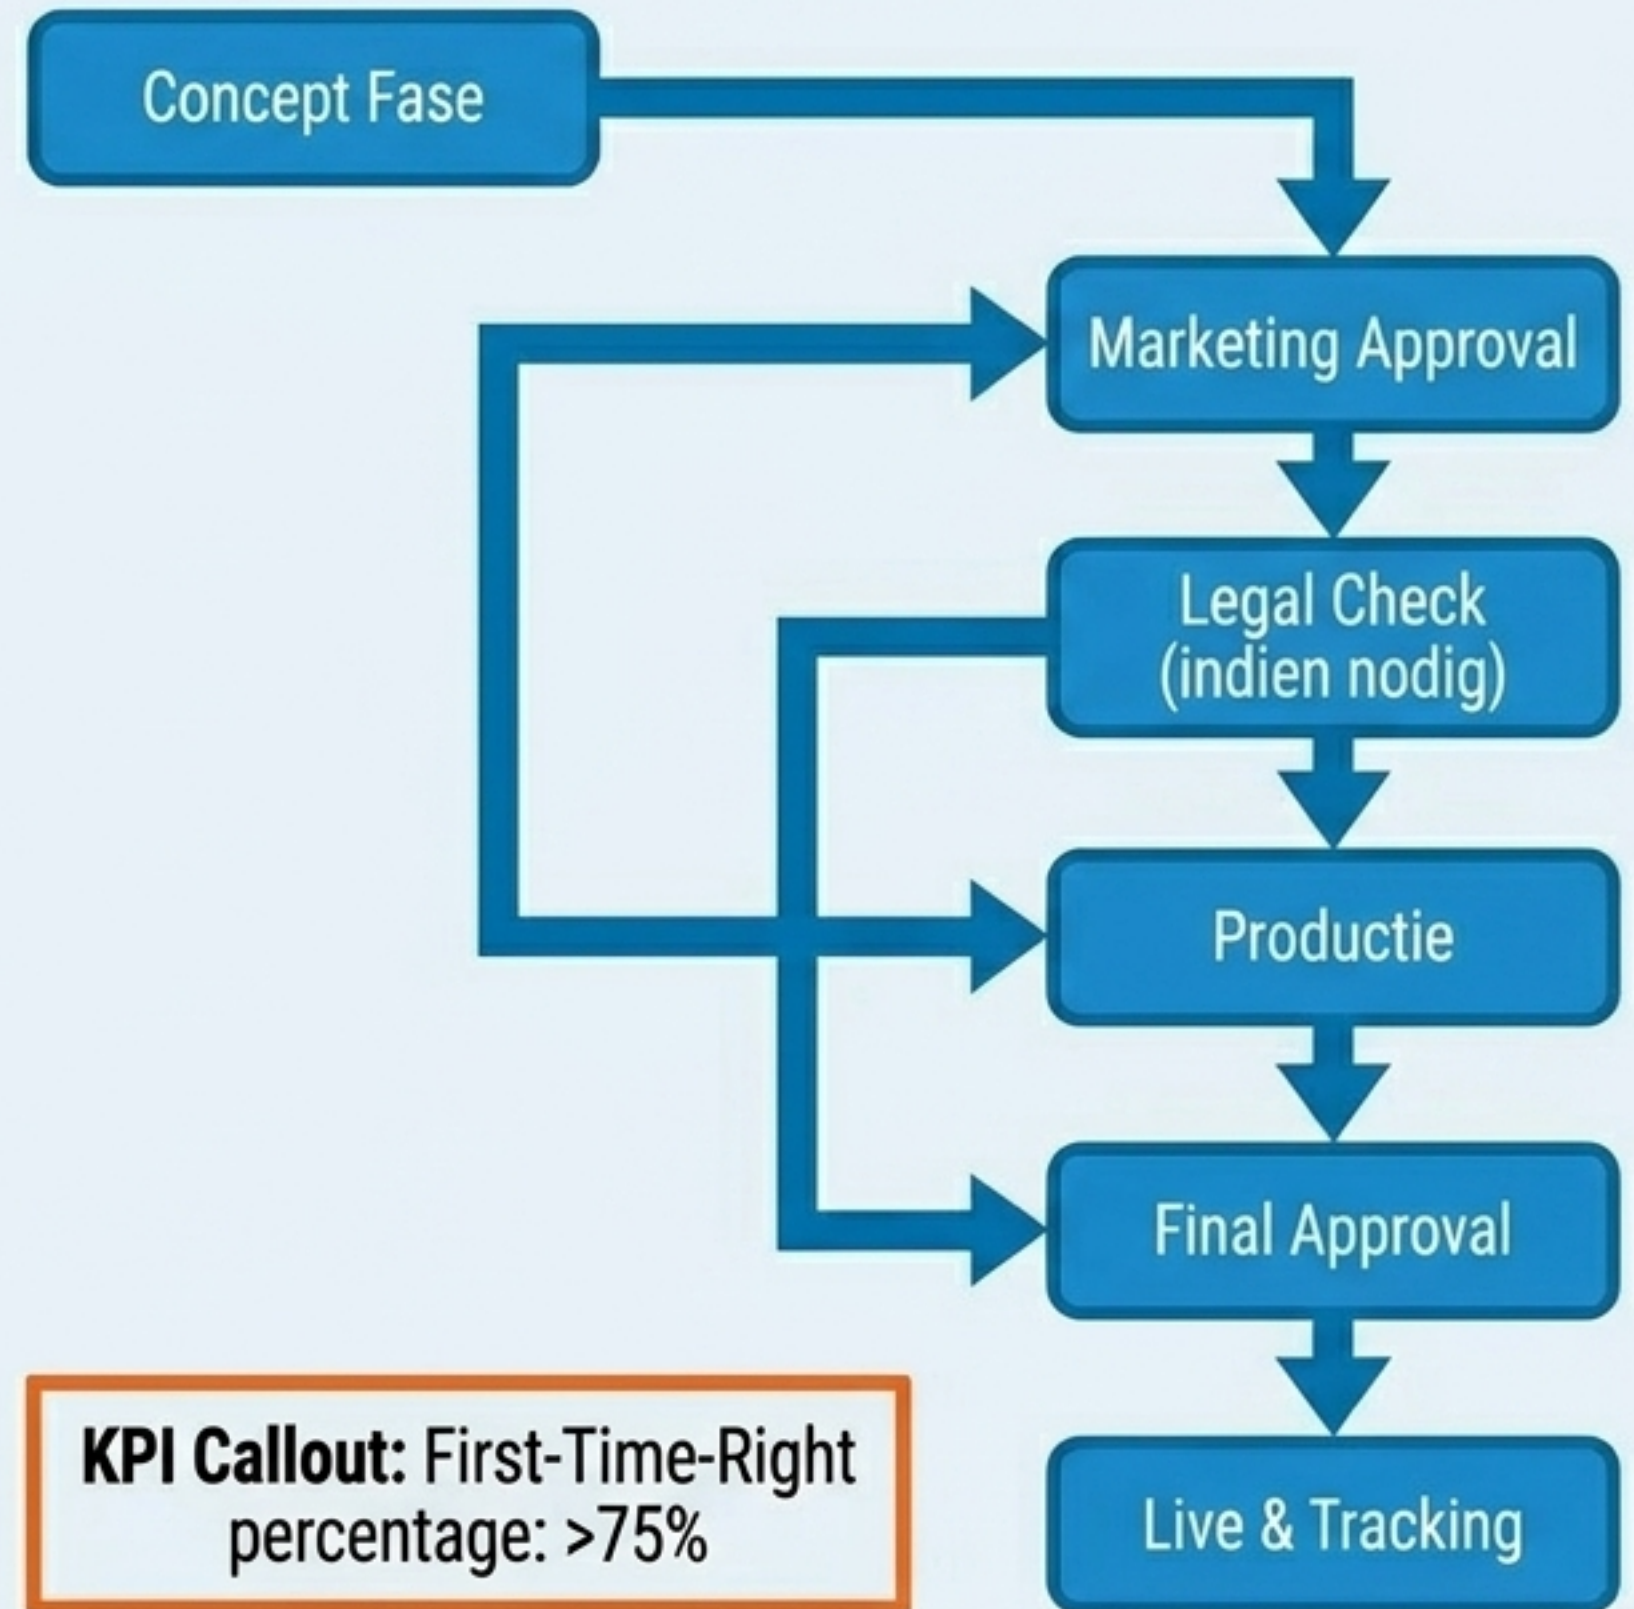 Concept Fase
Marketing Approval
Legal Check
(indien nodig)
Productie
Final Approval
Live & Tracking
KPI Callout: First-Time-Right
percentage: >75%